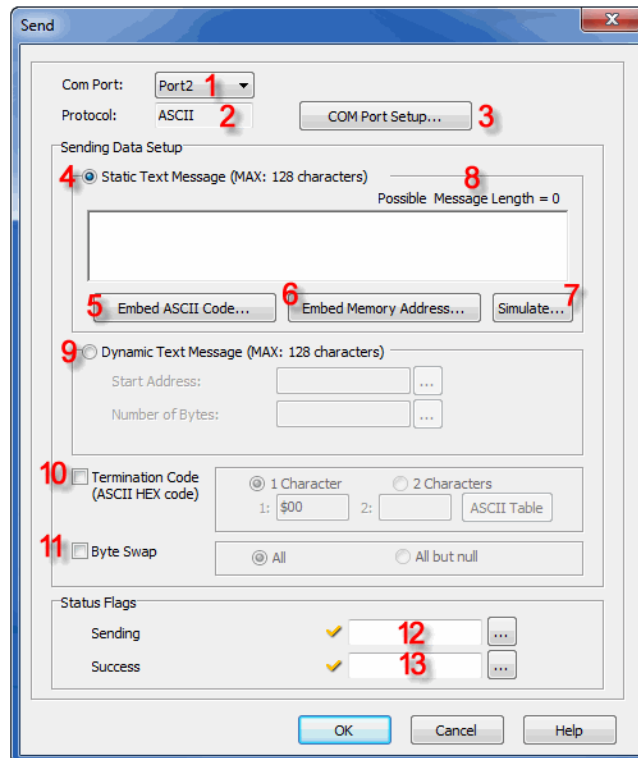 Send
Com Port: Port2 1
Protocol: ASCII 2 COM Port Setup... 3
Sending Data Setup
4 Static Text Message (MAX: 128 characters) 8
Possible Message Length = 0
5 Embed ASCII Code... 6 Embed Memory Address... Simulate... 7
9 Dynamic Text Message (MAX: 128 characters)
Start Address: ...
Number of Bytes: ...
10 Termination Code 1 Character 2 Characters
(ASCII HEX code) 1: $00 2: ASCII Table
11 Byte Swap All All but null
Status Flags
Sending 12 ...
Success 13 ...
OK Cancel Help